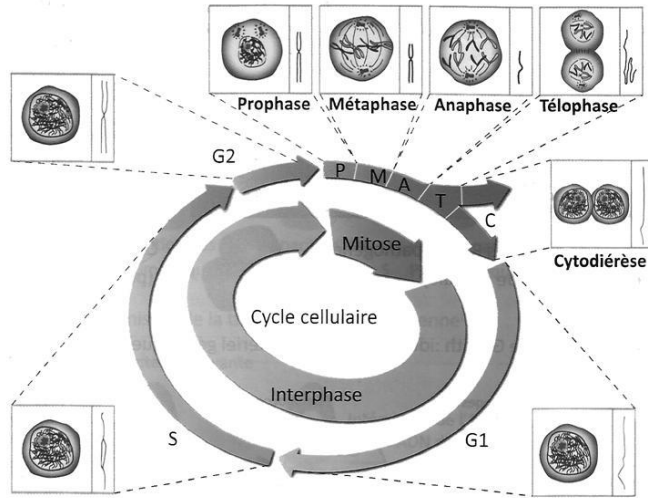 Prophase Métaphase Anaphase Télophase
G2
P M A T C
Mitose
Cytodiérèse
Cycle cellulaire
Interphase
S
G1